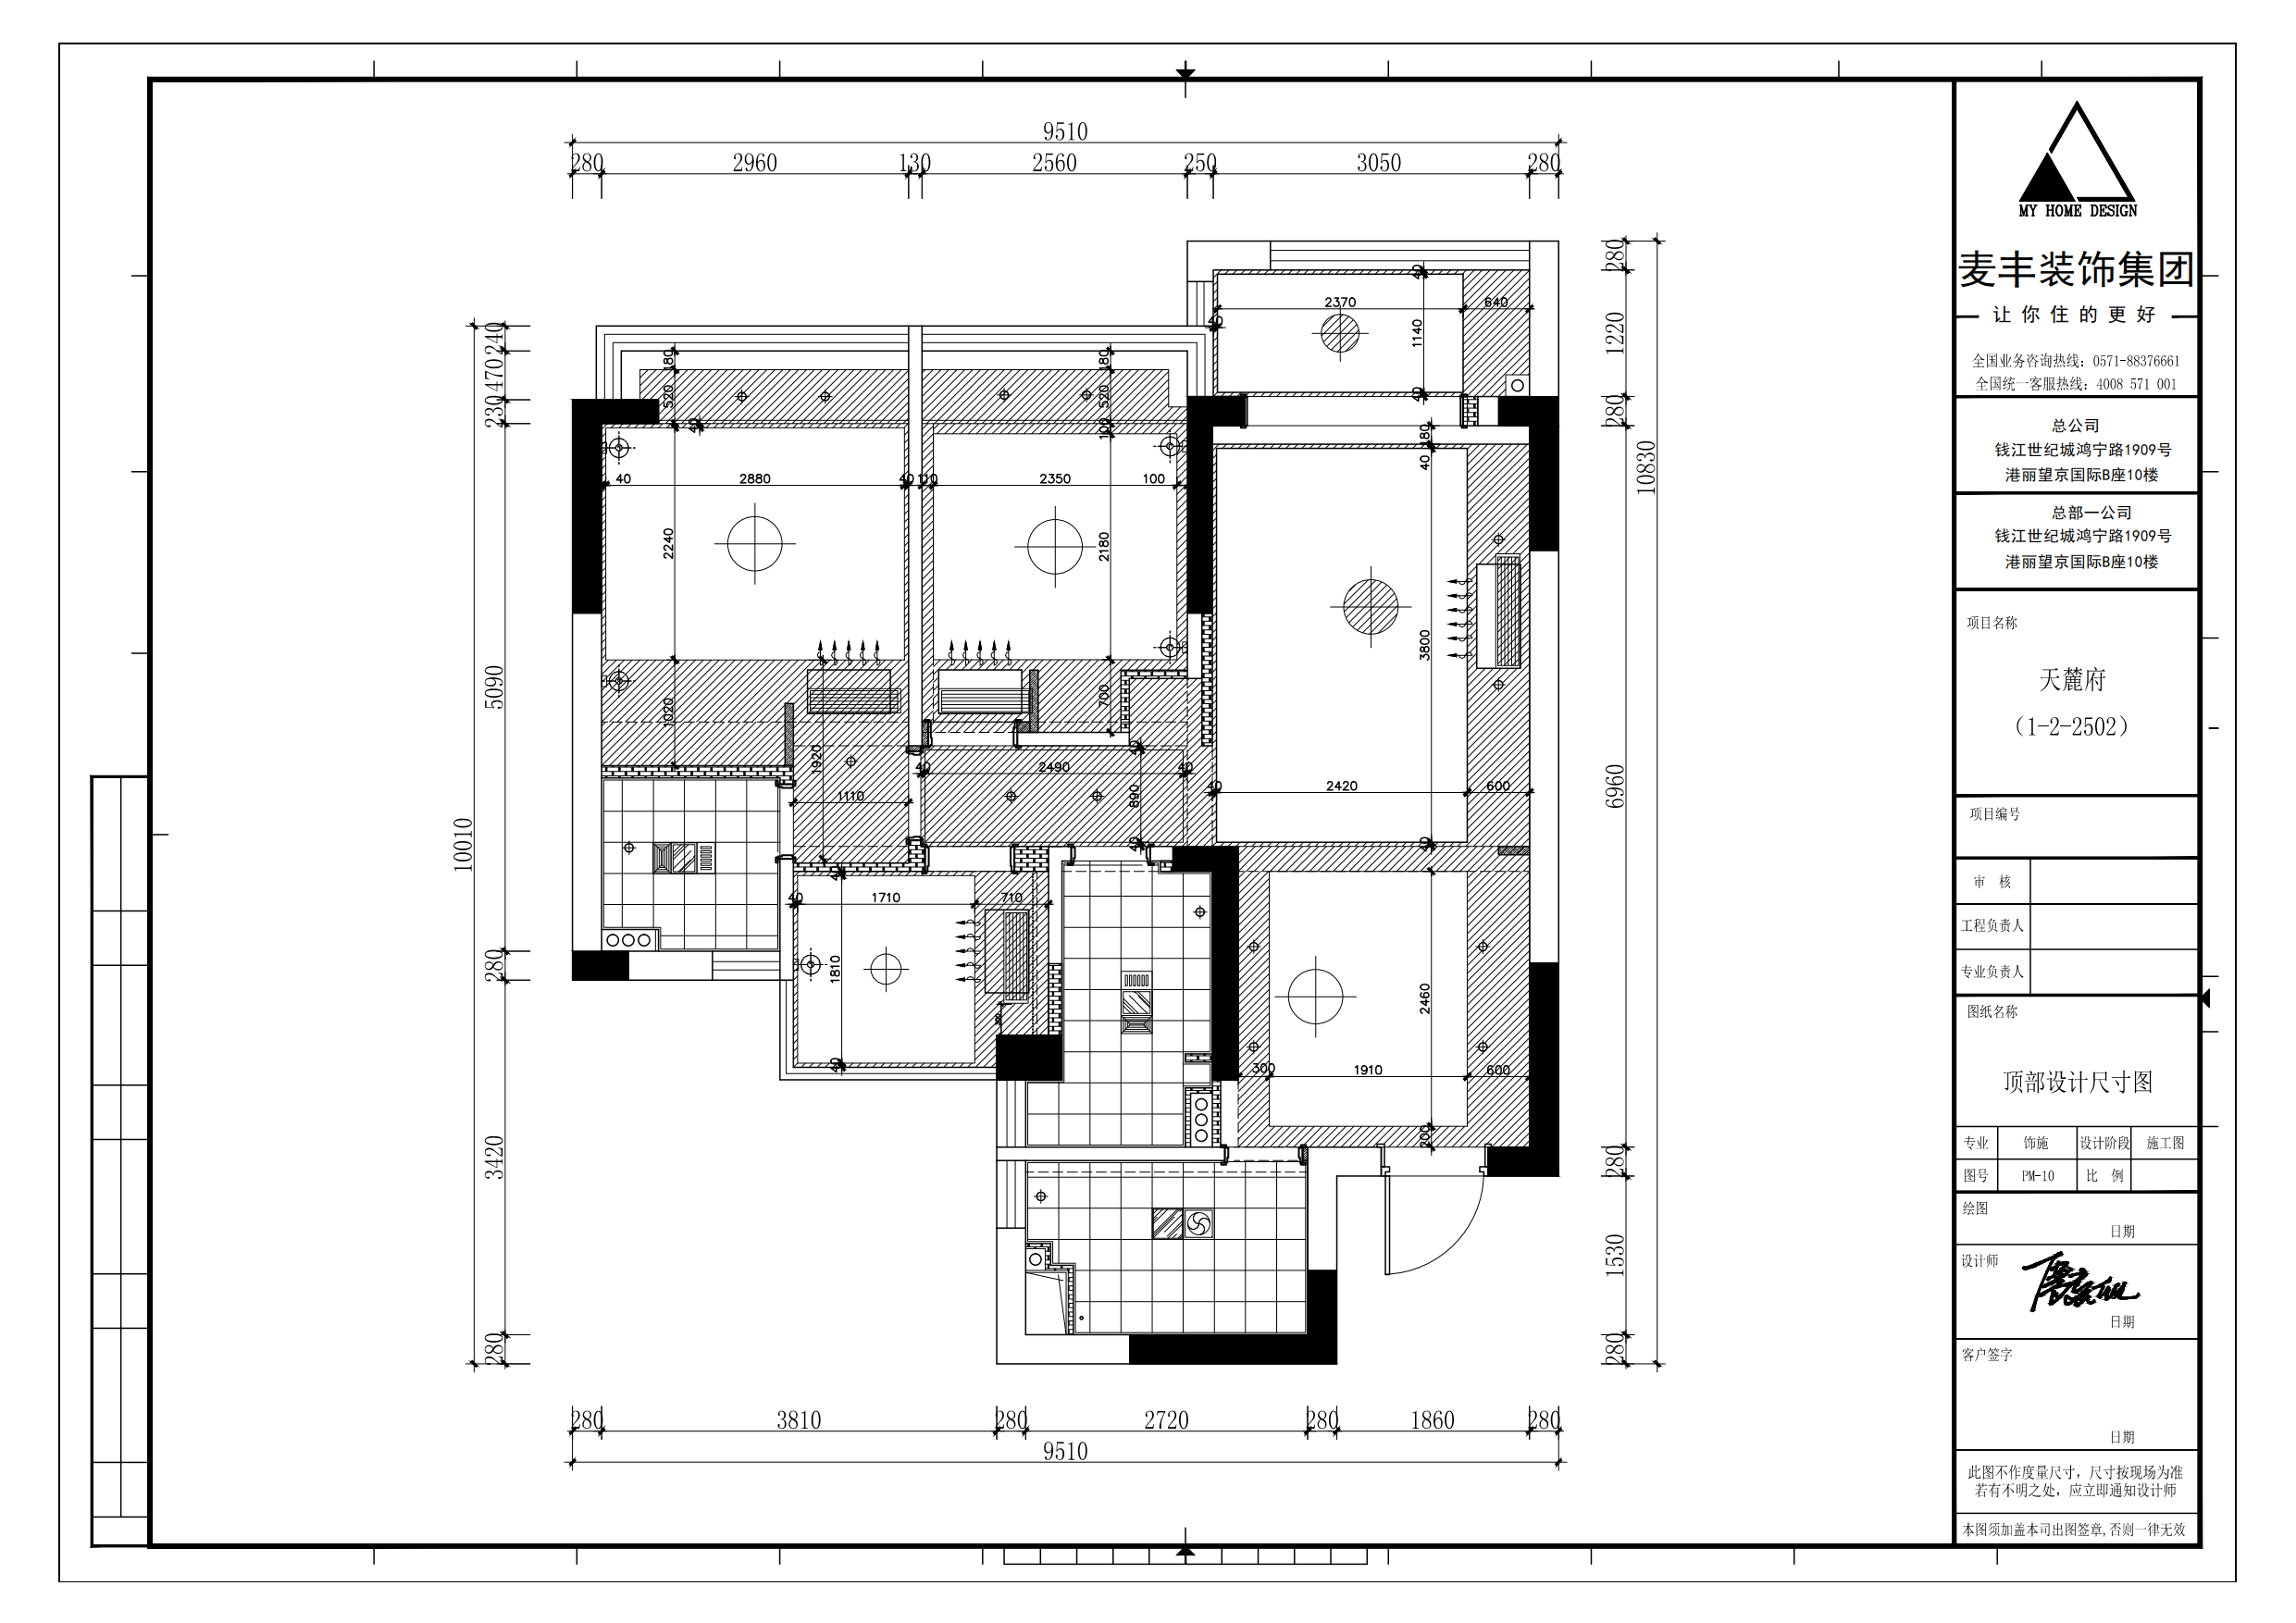 9510
280 2960 130 2560 250 3050 280
240
470
230
5090
280
3420
280
10010
280
1220
280
6960
280
1530
280
10830
280 3810 280 2720 280 1860 280
9510
40
2370 640
40
1140
40
180
520
40
180
520
100
180
40
40 2880 40 110 2350 100
2240
2180
3800
1020
700
1920
40
40 2490 40
890
40
1110
40 2420 600
40
40
40 1710 710
1810
40
2460
300 1910 600
200
MY HOME DESIGN
麦丰装饰集团
让你住的更好
全国业务咨询热线：0571-88376661
全国统一客服热线：4008 571 001
总公司
钱江世纪城鸿宁路1909号
港丽望京国际B座10楼
总部一公司
钱江世纪城鸿宁路1909号
港丽望京国际B座10楼
项目名称
天麓府
（1-2-2502）
项目编号
审 核
工程负责人
专业负责人
图纸名称
顶部设计尺寸图
专业 饰施 设计阶段 施工图
图号 PM-10 比 例
绘图
日期
设计师
日期
客户签字
日期
此图不作度量尺寸，尺寸按现场为准
若有不明之处，应立即通知设计师
本图须加盖本司出图签章,否则一律无效